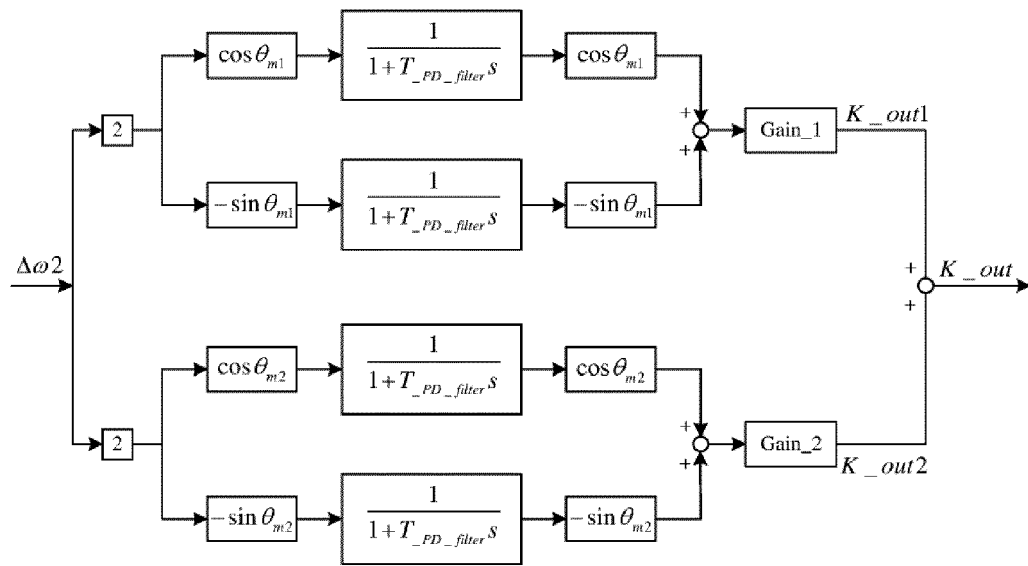 cos θm1
1
1+T_PD_filter s
cos θm1
+
+
2
Gain_1
K_out1
−sin θm1
1
1+T_PD_filter s
−sin θm1
Δω2
+
+
K_out
cos θm2
1
1+T_PD_filter s
cos θm2
+
+
2
Gain_2
K_out2
−sin θm2
1
1+T_PD_filter s
−sin θm2